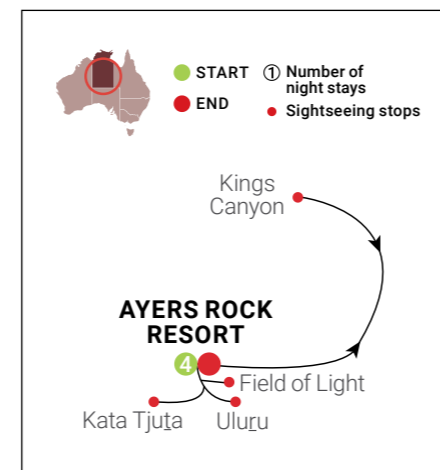 START
END
① Number of
night stays
Sightseeing stops
Kings
Canyon
AYERS ROCK
RESORT
4
Field of Light
Kata Tjuṯa
Uluṟu